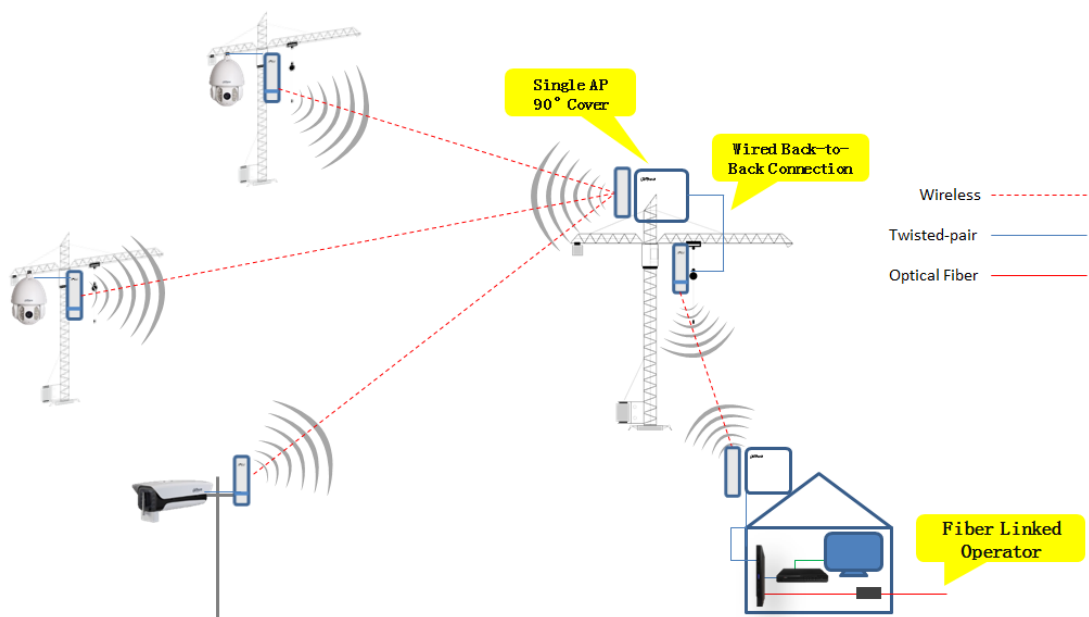 Single AP
90° Cover
Wired Back-to-
Back Connection
Wireless
Twisted-pair
Optical Fiber
Fiber Linked
Operator